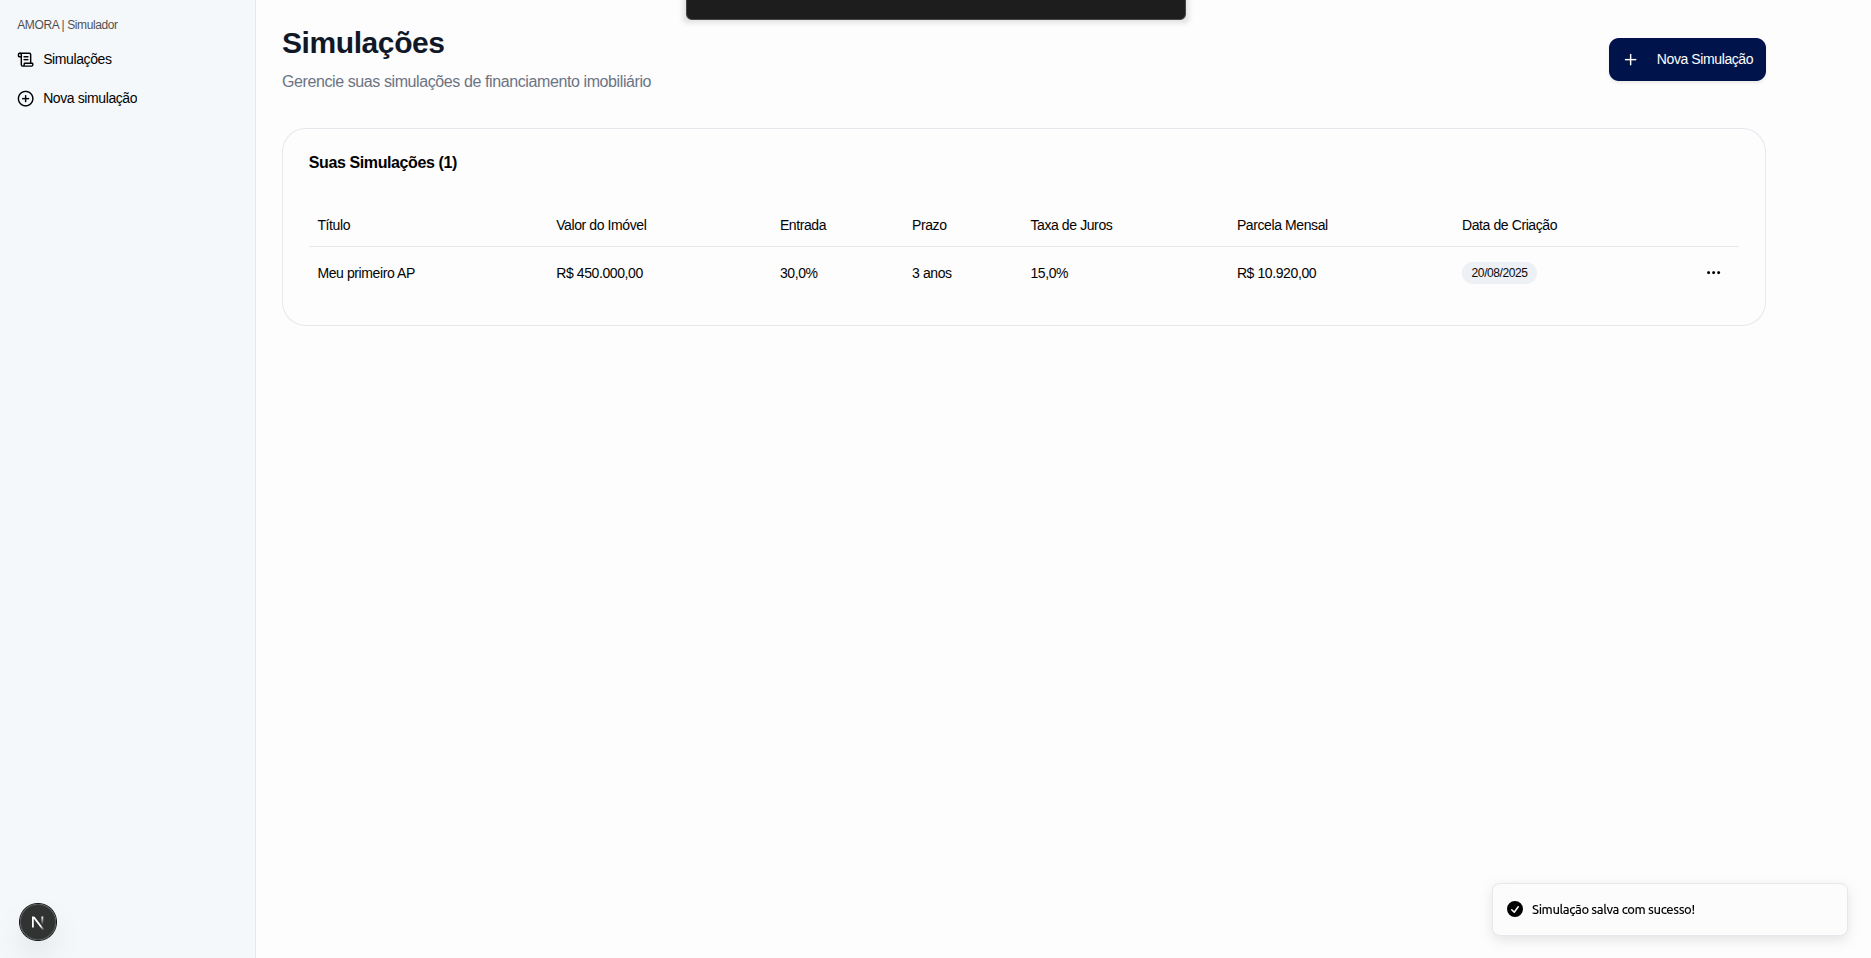 AMORA | Simulador
Simulações
Nova simulação
Simulações
Gerencie suas simulações de financiamento imobiliário
Nova Simulação
Suas Simulações (1)
Título Valor do Imóvel Entrada Prazo Taxa de Juros Parcela Mensal Data de Criação
Meu primeiro AP R$ 450.000,00 30,0% 3 anos 15,0% R$ 10.920,00 20/08/2025
N
Simulação salva com sucesso!